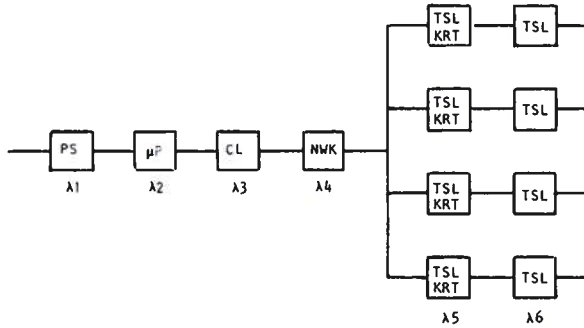 TSL
KRT
TSL
TSL
KRT
TSL
PS
μP
CL
NWK
λ1
λ2
λ3
λ4
TSL
KRT
TSL
TSL
KRT
TSL
λ5
λ6